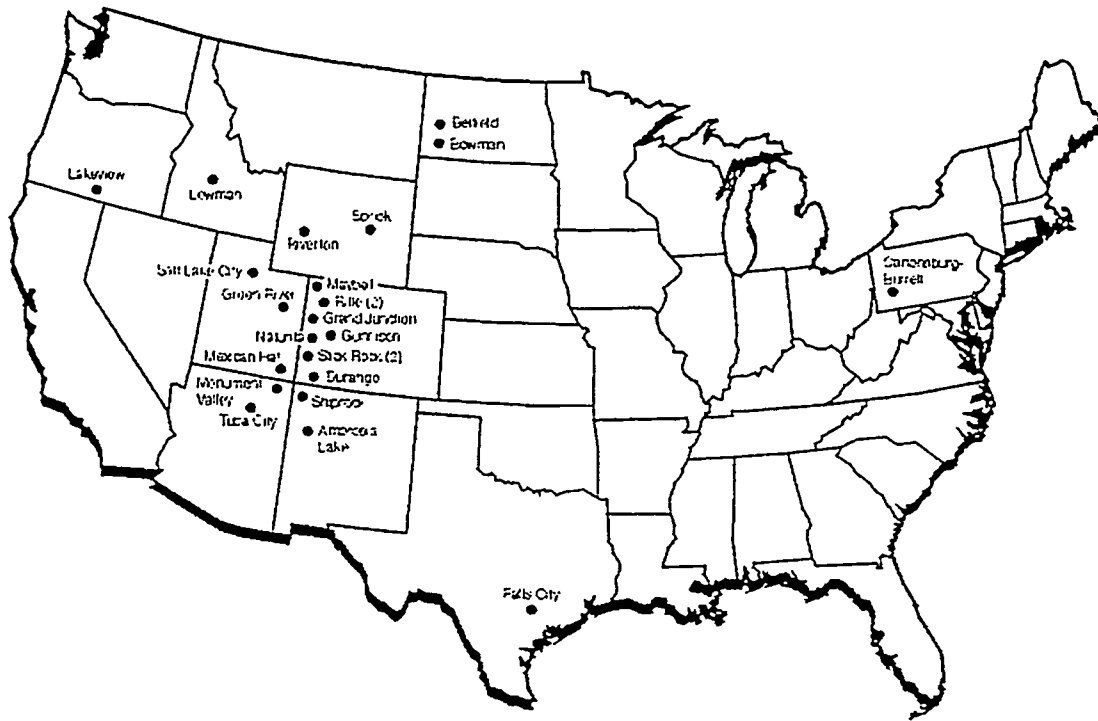 Belfield
Bowman
Lakeview
Lowman
Spook
Riverton
Canonsburg-
Burrell
Salt Lake City
Green River
Maybell
Rifle (2)
Grand Junction
Naturita
Gunnison
Mexican Hat
Slick Rock (2)
Durango
Monument
Valley
Tuba City
Shiprock
Ambrosia
Lake
Falls City